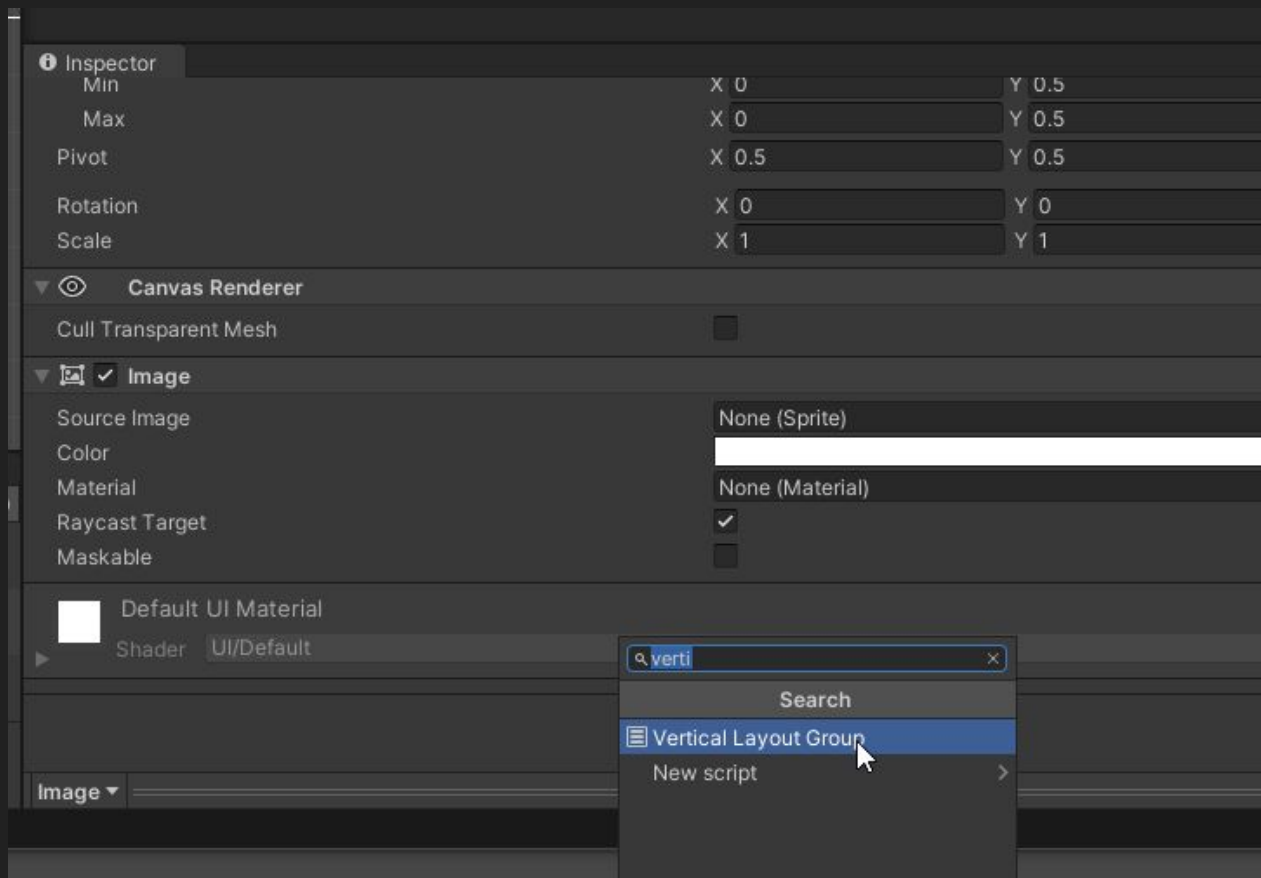 Inspector
Min X 0 Y 0.5
Max X 0 Y 0.5
Pivot X 0.5 Y 0.5
Rotation X 0 Y 0
Scale X 1 Y 1
Canvas Renderer
Cull Transparent Mesh
Image
Source Image None (Sprite)
Color
Material None (Material)
Raycast Target
Maskable
Default UI Material
Shader UI/Default
verti
Search
Vertical Layout Group
New script
Image